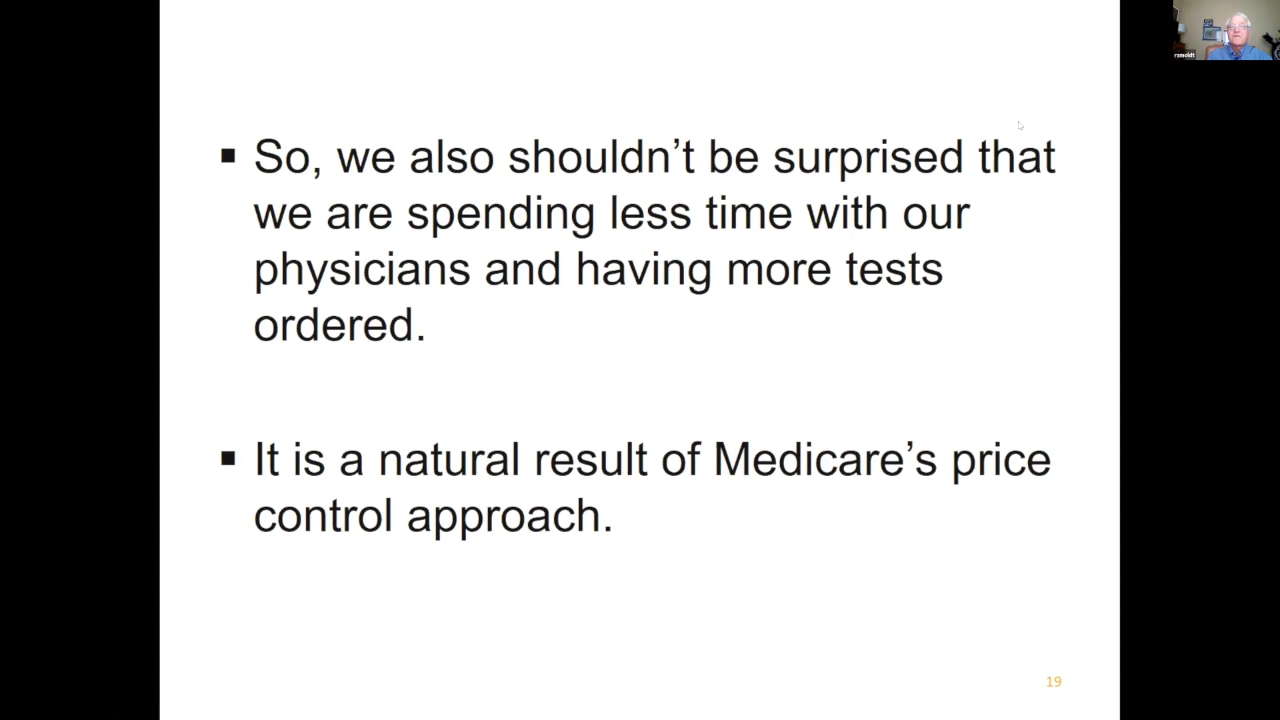 ramoldt
▪ So, we also shouldn’t be surprised that
we are spending less time with our
physicians and having more tests
ordered.
▪ It is a natural result of Medicare’s price
control approach.
19